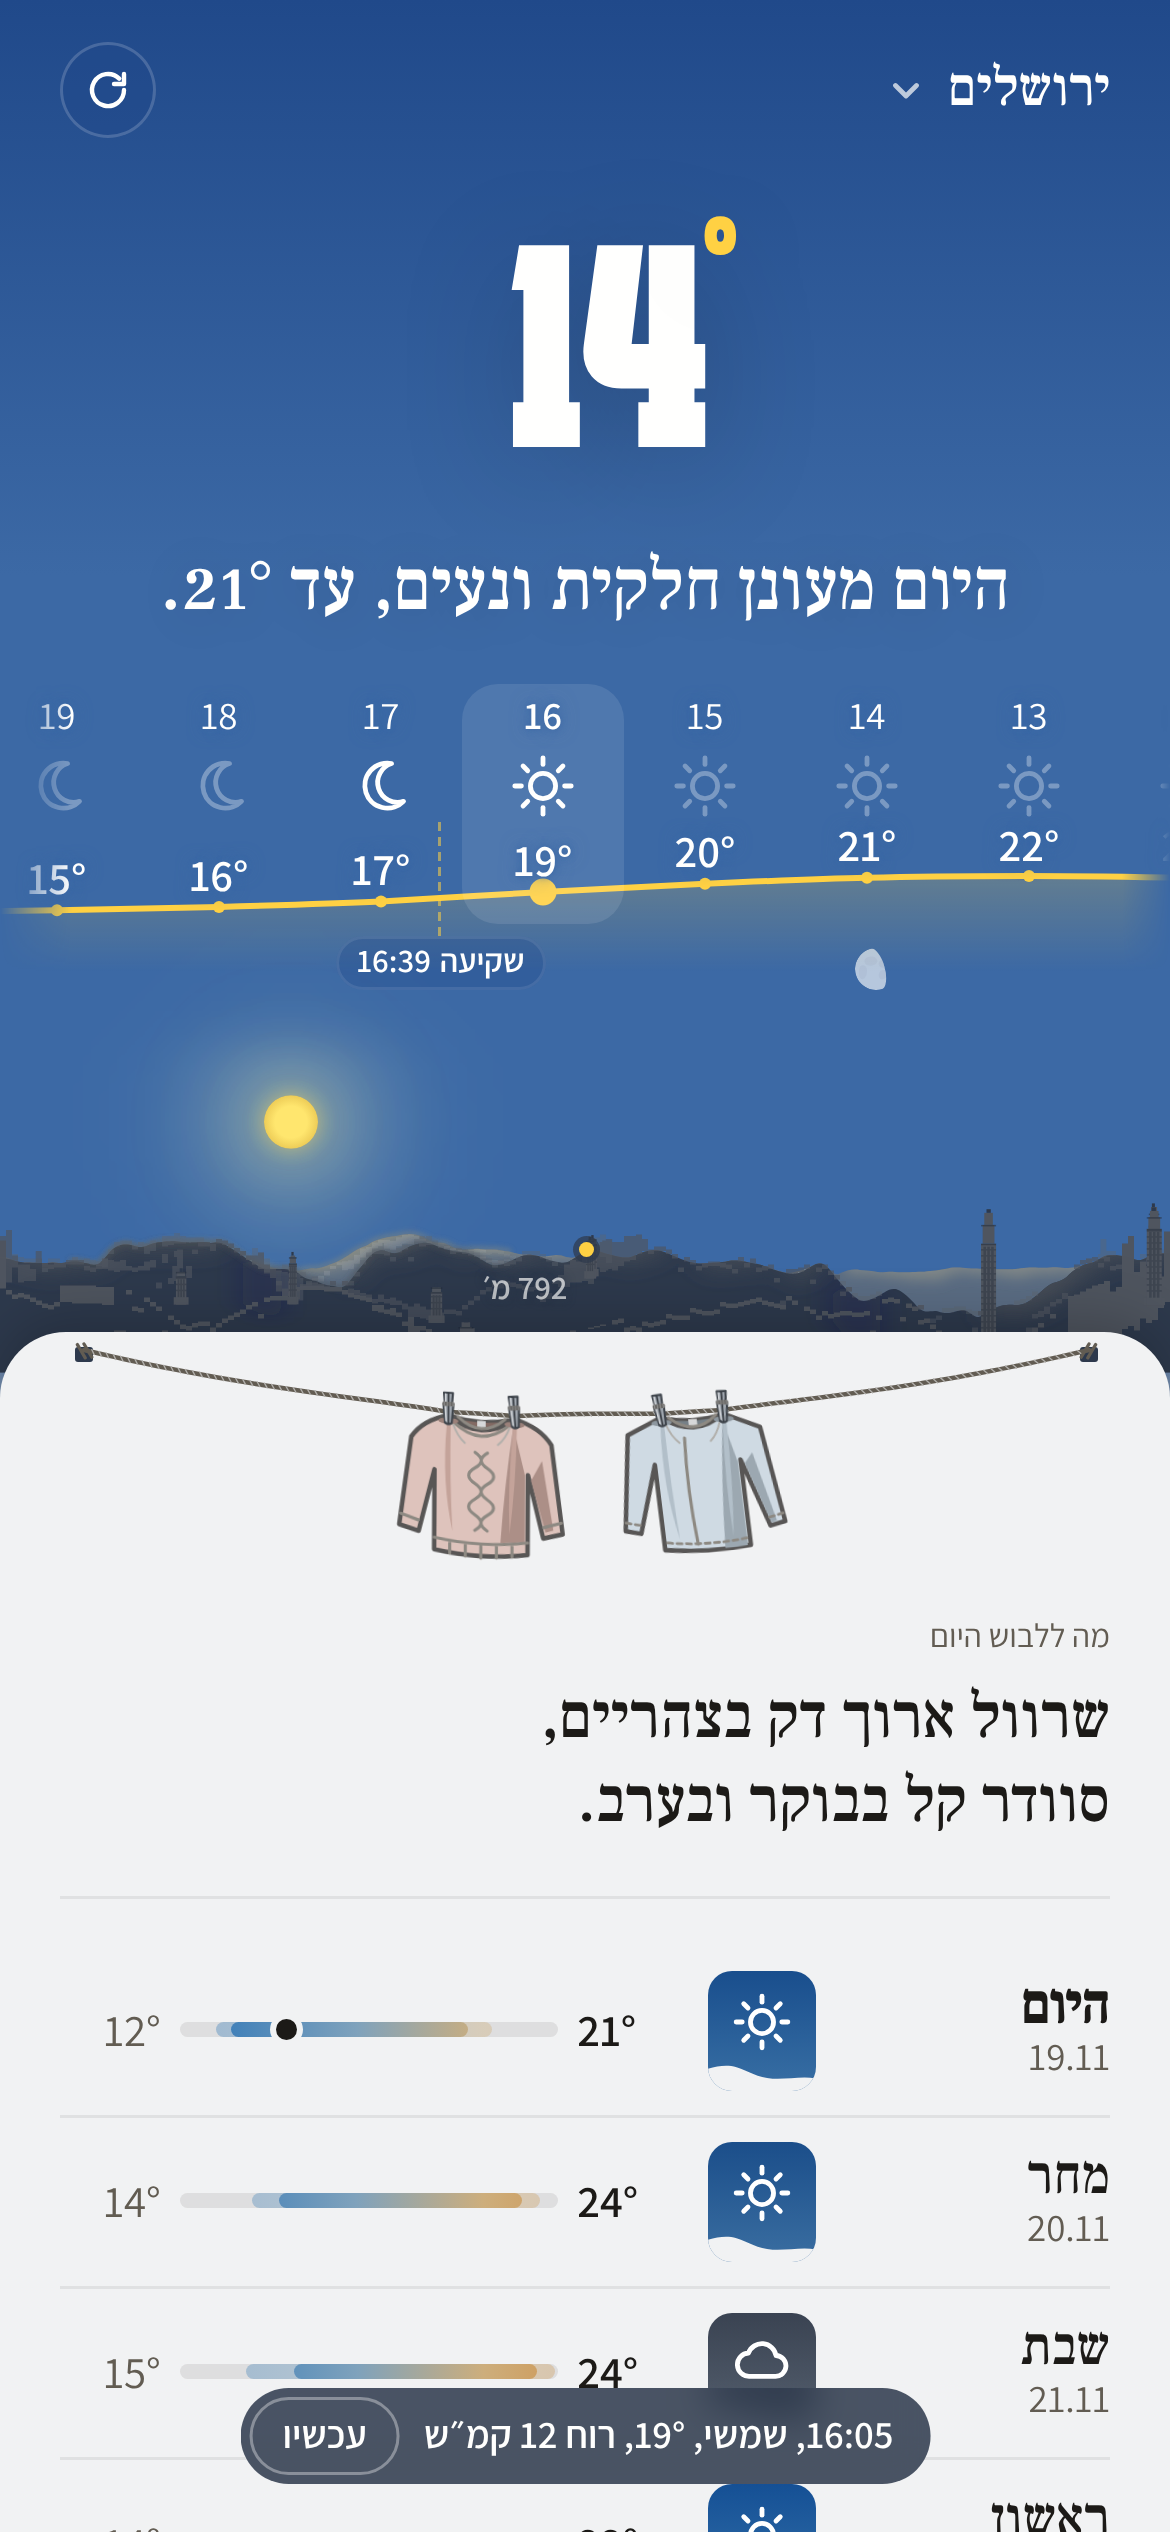 ירושלים
14°
היום מעונן חלקית ונעים, עד 21°.
13 14 15 16 17 18 19
22° 21° 20° 19° 17° 16° 15°
שקיעה 16:39
792 מ׳
מה ללבוש היום
שרוול ארוך דק בצהריים,
סוודר קל בבוקר ובערב.
היום 21° 12°
19.11
מחר 24° 14°
20.11
שבת 24° 15°
21.11
16:05, שמשי, 19°, רוח 12 קמ״ש עכשיו
ראשון